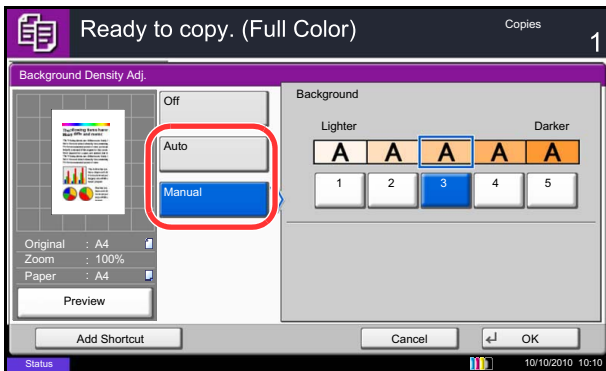 Ready to copy. (Full Color)
Copies
1
Background Density Adj.
Off
Auto
Manual
Background
Lighter
Darker
A A A A A
1 2 3 4 5
Original : A4
Zoom : 100%
Paper : A4
Preview
Add Shortcut
Cancel
OK
Status
10/10/2010 10:10